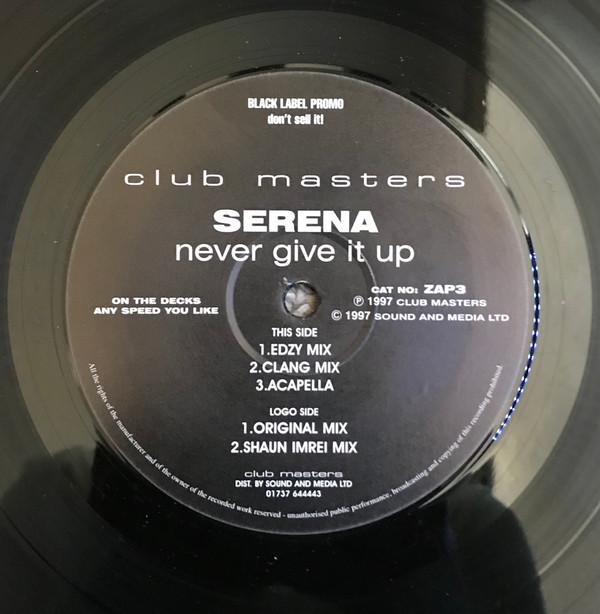 BLACK LABEL PROMO
don't sell it!
club masters
SERENA
never give it up
ON THE DECKS
ANY SPEED YOU LIKE
CAT NO: ZAP3
℗ 1997 CLUB MASTERS
© 1997 SOUND AND MEDIA LTD
THIS SIDE
1.EDZY MIX
2.CLANG MIX
3.ACAPELLA
LOGO SIDE
1.ORIGINAL MIX
2.SHAUN IMREI MIX
club masters
DIST. BY SOUND AND MEDIA LTD
01737 644443
All the rights of the manufacturer and of the owner of the recorded work reserved - unauthorised public performance, broadcasting and copying of this recording prohibited